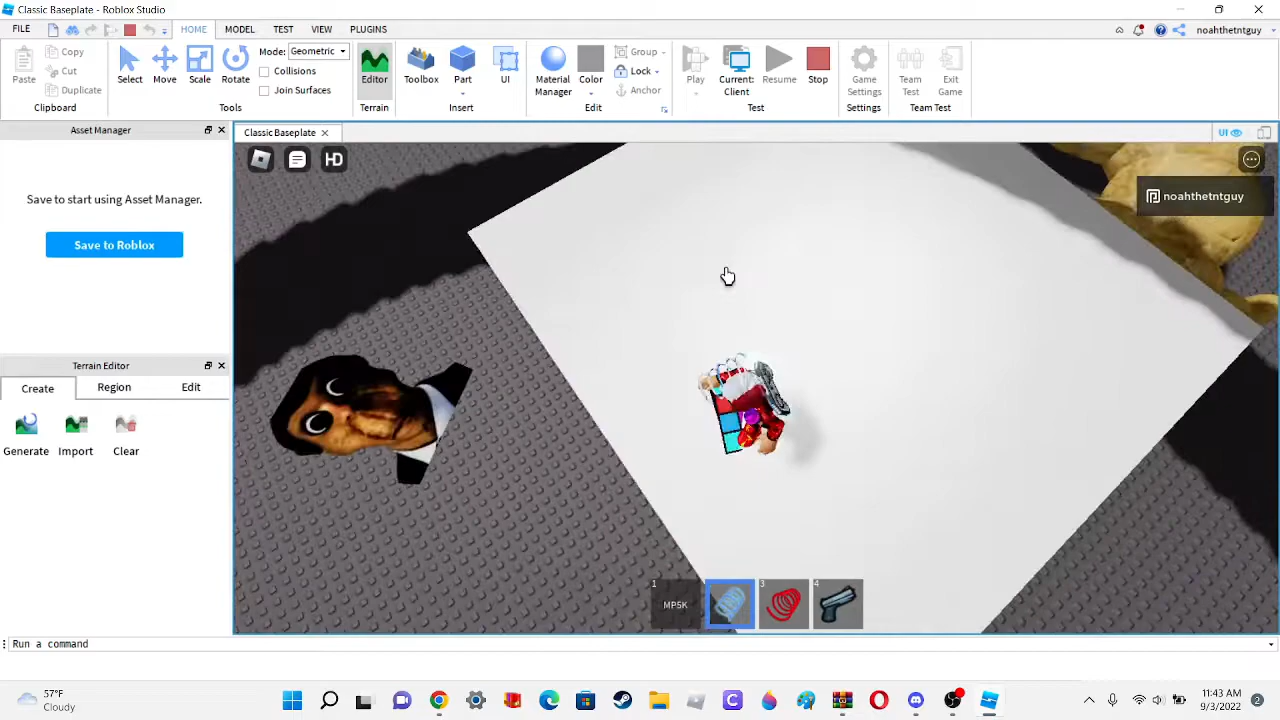 Classic Baseplate - Roblox Studio
FILE HOME MODEL TEST VIEW PLUGINS noahthetntguy
Paste Copy Cut Duplicate Clipboard
Select Move Scale Rotate Mode: Geometric Collisions Join Surfaces Tools
Editor Terrain
Toolbox Part UI Insert
Material Manager Color Group Lock Anchor Edit
Play Current: Client Resume Stop Test
Game Settings Settings
Team Test Exit Game Team Test
Asset Manager
Classic Baseplate
UI
HD
noahthetntguy
Save to start using Asset Manager.
Save to Roblox
Terrain Editor
Create Region Edit
Generate Import Clear
1 MP5K 3 4
Run a command
57°F
Cloudy
11:43 AM
9/3/2022
2